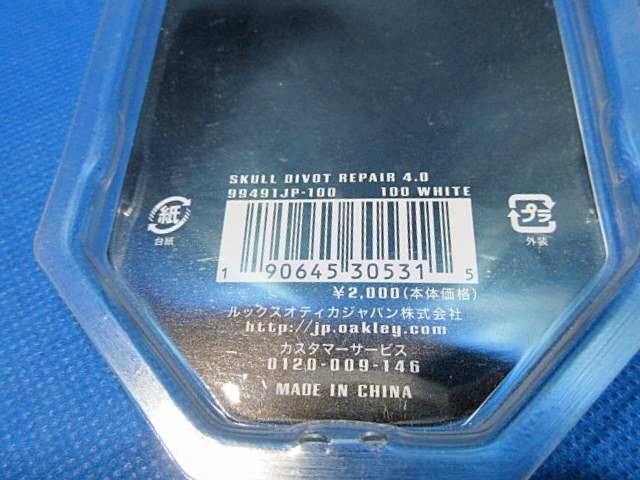 SKULL DIVOT REPAIR 4.0
99491JP-100 100 WHITE
紙
台紙
プラ
外装
1 90645 30531 5
¥2,000(本体価格)
ルックスオティカジャパン株式会社
http://jp.oakley.com
カスタマーサービス
0120-009-146
MADE IN CHINA